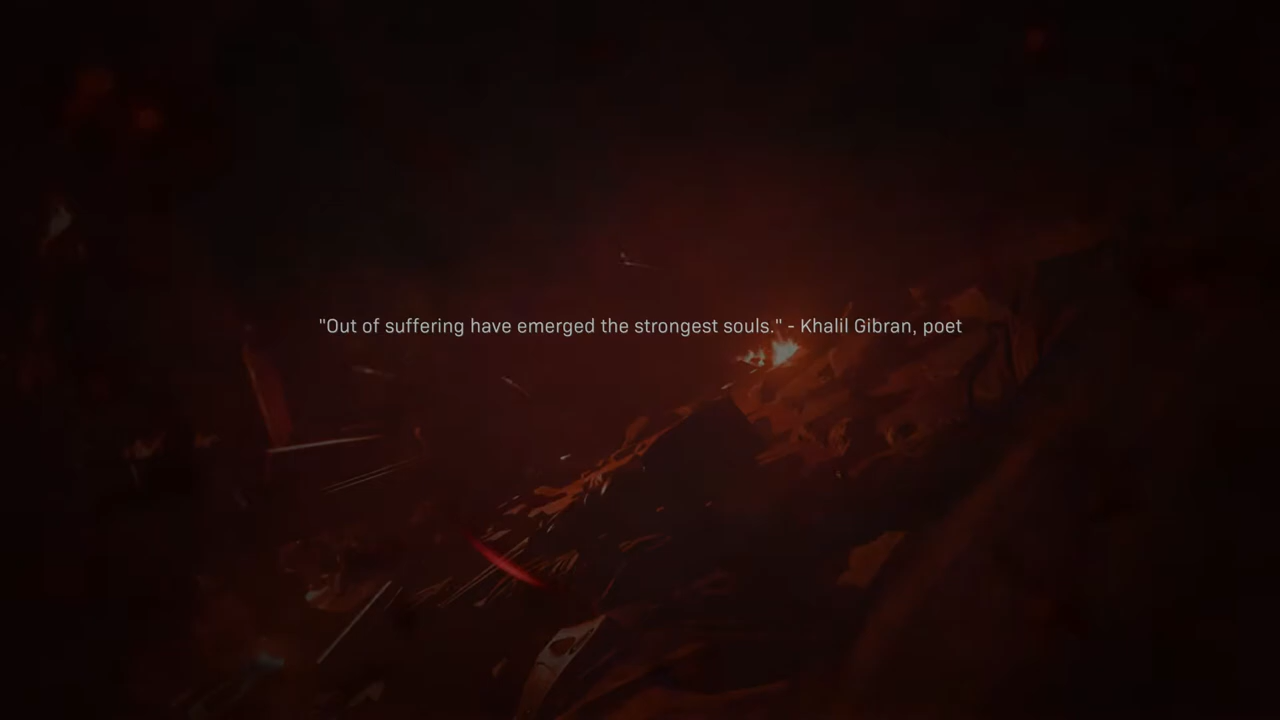 "Out of suffering have emerged the strongest souls." - Khalil Gibran, poet